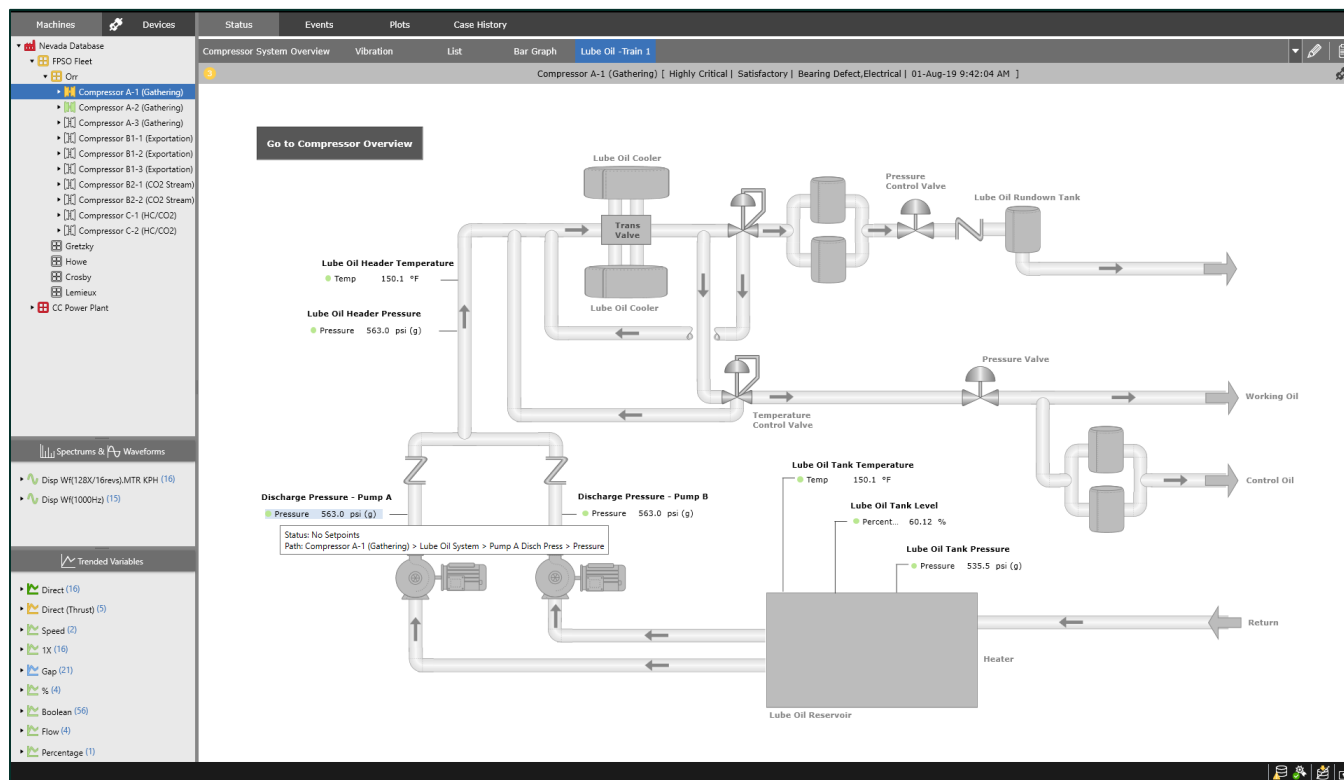 Machines
Devices
Status
Events
Plots
Case History
Nevada Database
FPSO Fleet
Orr
Compressor A-1 (Gathering)
Compressor A-2 (Gathering)
Compressor A-3 (Gathering)
Compressor B1-1 (Exportation)
Compressor B1-2 (Exportation)
Compressor B1-3 (Exportation)
Compressor B2-1 (CO2 Stream)
Compressor B2-2 (CO2 Stream)
Compressor C-1 (HC/CO2)
Compressor C-2 (HC/CO2)
Gretzky
Howe
Crosby
Lemieux
CC Power Plant
Spectrums & Waveforms
Disp Wf(128X/16revs).MTR KPH (16)
Disp Wf(1000Hz) (15)
Trended Variables
Direct (16)
Direct (Thrust) (5)
Speed (2)
1X (16)
Gap (21)
% (4)
Boolean (56)
Flow (4)
Percentage (1)
Compressor System Overview
Vibration
List
Bar Graph
Lube Oil -Train 1
Compressor A-1 (Gathering) [ Highly Critical | Satisfactory | Bearing Defect,Electrical | 01-Aug-19 9:42:04 AM ]
Go to Compressor Overview
Lube Oil Cooler
Trans
Valve
Lube Oil Cooler
Pressure
Control Valve
Lube Oil Rundown Tank
Lube Oil Header Temperature
Temp 150.1 °F
Lube Oil Header Pressure
Pressure 563.0 psi (g)
Pressure Valve
Working Oil
Temperature
Control Valve
Control Oil
Discharge Pressure - Pump A
Pressure 563.0 psi (g)
Discharge Pressure - Pump B
Pressure 563.0 psi (g)
Status: No Setpoints
Path: Compressor A-1 (Gathering) > Lube Oil System > Pump A Disch Press > Pressure
Lube Oil Tank Temperature
Temp 150.1 °F
Lube Oil Tank Level
Percent... 60.12 %
Lube Oil Tank Pressure
Pressure 535.5 psi (g)
Return
Heater
Lube Oil Reservoir